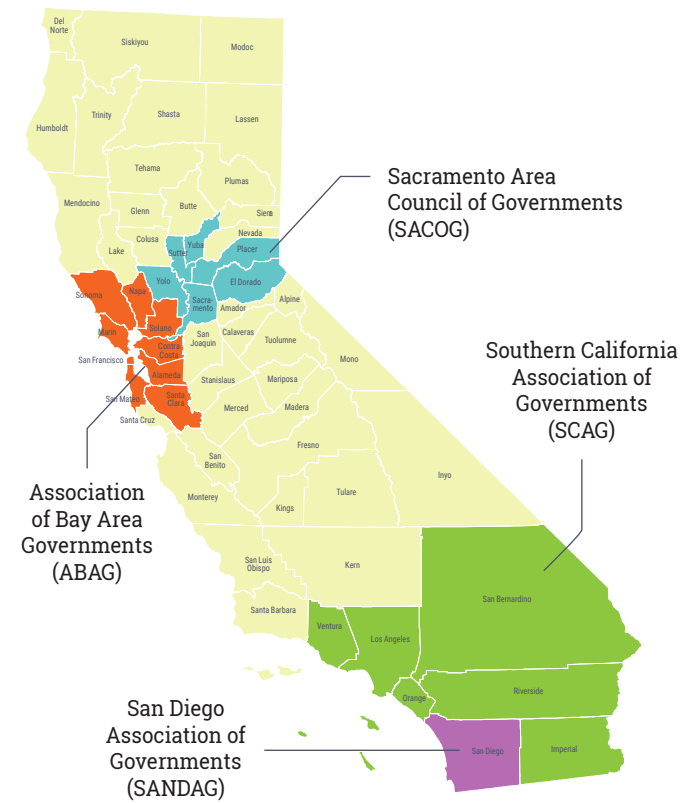 Del
Norte
Siskiyou
Modoc
Humboldt
Trinity
Shasta
Lassen
Tehama
Plumas
Mendocino
Glenn
Butte
Sierra
Nevada
Colusa
Lake
Sutter
Yuba
Placer
Yolo
El Dorado
Sacra-
mento
Sonoma
Napa
Solano
Amador
Alpine
Marin
San
Joaquin
Calaveras
Tuolumne
Mono
Contra
Costa
San Francisco
Alameda
Stanislaus
Mariposa
San Mateo
Santa
Clara
Merced
Madera
Santa Cruz
Fresno
San
Benito
Inyo
Monterey
Kings
Tulare
San Luis
Obispo
Kern
San Bernardino
Santa Barbara
Ventura
Los Angeles
Orange
Riverside
San Diego
Imperial
Sacramento Area
Council of Governments
(SACOG)
Southern California
Association of
Governments
(SCAG)
Association
of Bay Area
Governments
(ABAG)
San Diego
Association of
Governments
(SANDAG)